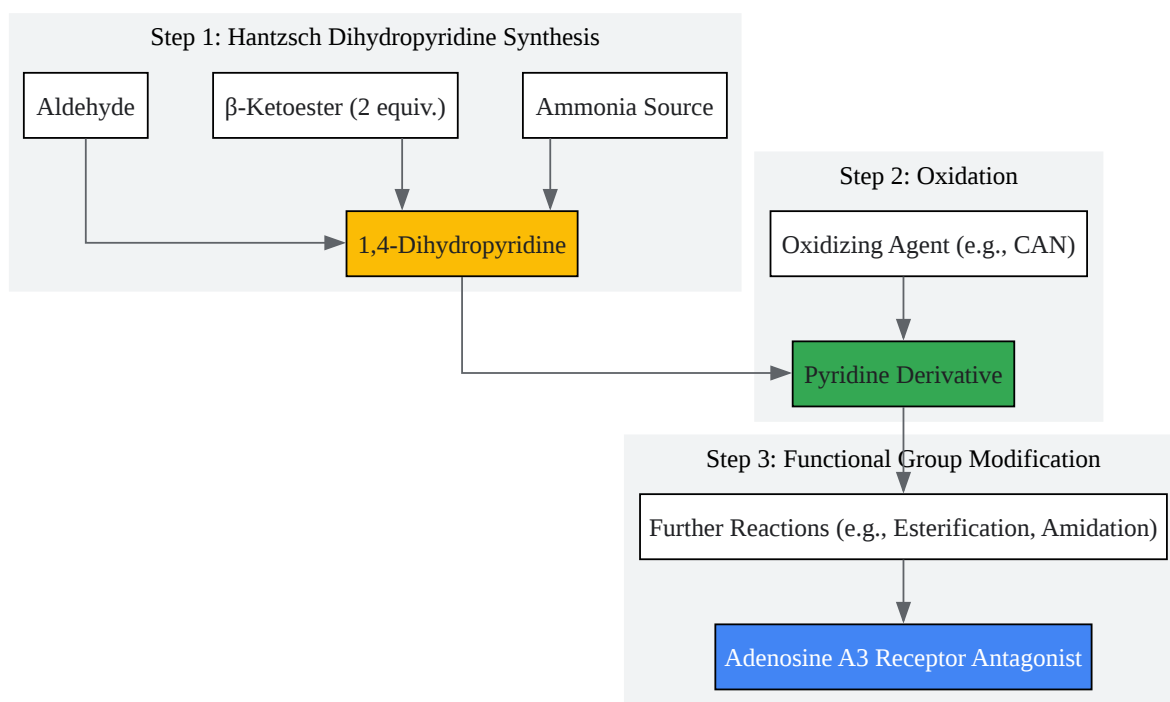 Step 1: Hantzsch Dihydropyridine Synthesis
Aldehyde
β-Ketoester (2 equiv.)
Ammonia Source
1,4-Dihydropyridine
Step 2: Oxidation
Oxidizing Agent (e.g., CAN)
Pyridine Derivative
Step 3: Functional Group Modification
Further Reactions (e.g., Esterification, Amidation)
Adenosine A3 Receptor Antagonist